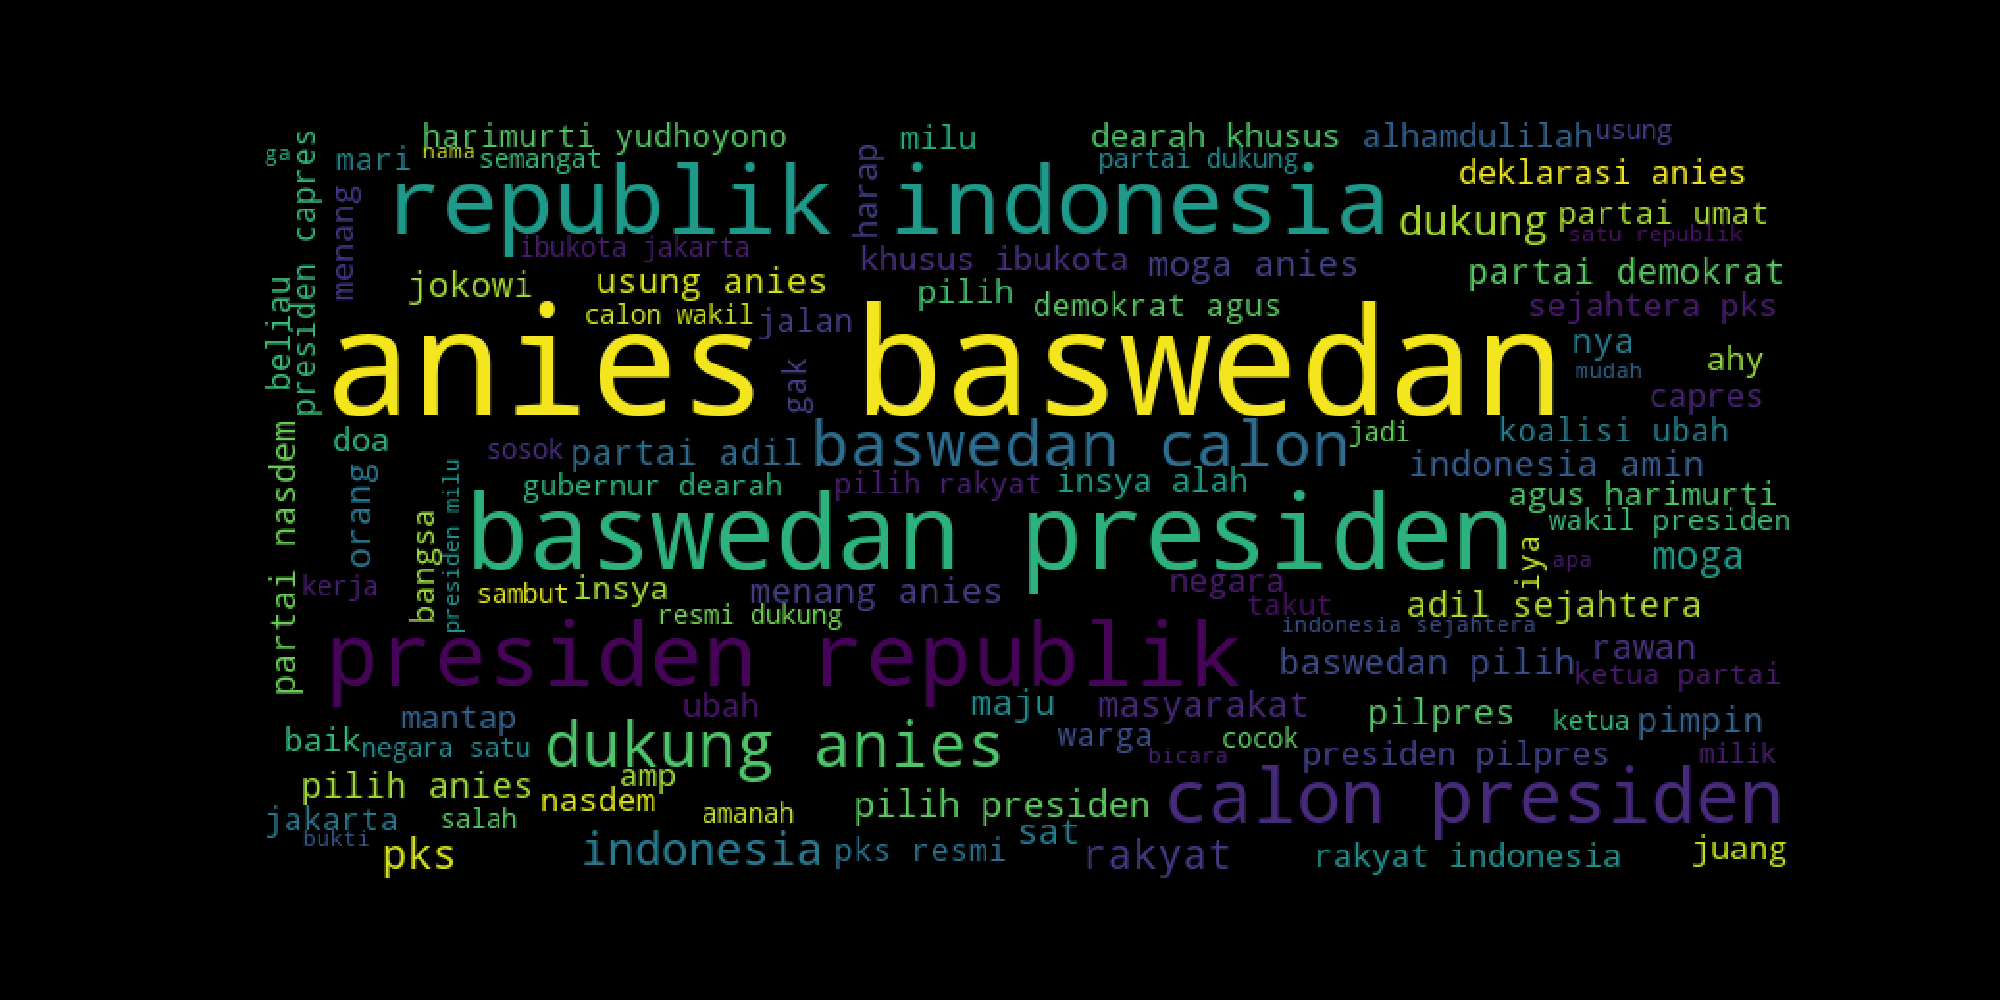 harimurti yudhoyono
milu
dearah khusus
alhamdulilah
usung
ga
mari
nama
semangat
partai dukung
presiden capres
menang
republik indonesia
harap
deklarasi anies
dukung
partai umat
satu republik
ibukota jakarta
khusus ibukota
moga anies
partai demokrat
jokowi
usung anies
pilih
demokrat agus
sejahtera pks
beliau
calon wakil
jalan
anies baswedan
gak
nya
mudah
ahy
capres
doa
sosok
partai adil
baswedan calon
jadi
koalisi ubah
indonesia amin
partai nasdem
orang
presiden milu
gubernur dearah
pilih rakyat
insya alah
agus harimurti
wakil presiden
bangsa
baswedan presiden
iya
apa
moga
kerja
sambut
insya
menang anies
negara
takut
adil sejahtera
resmi dukung
indonesia sejahtera
presiden republik
baswedan pilih
rawan
ketua partai
ubah
maju
masyarakat
pilpres
ketua
pimpin
mantap
baik
negara satu
dukung anies
warga
cocok
bicara
presiden pilpres
milik
pilih anies
amp
nasdem
amanah
pilih presiden
calon presiden
jakarta
bukti
salah
sat
pks
indonesia
pks resmi
rakyat
rakyat indonesia
juang